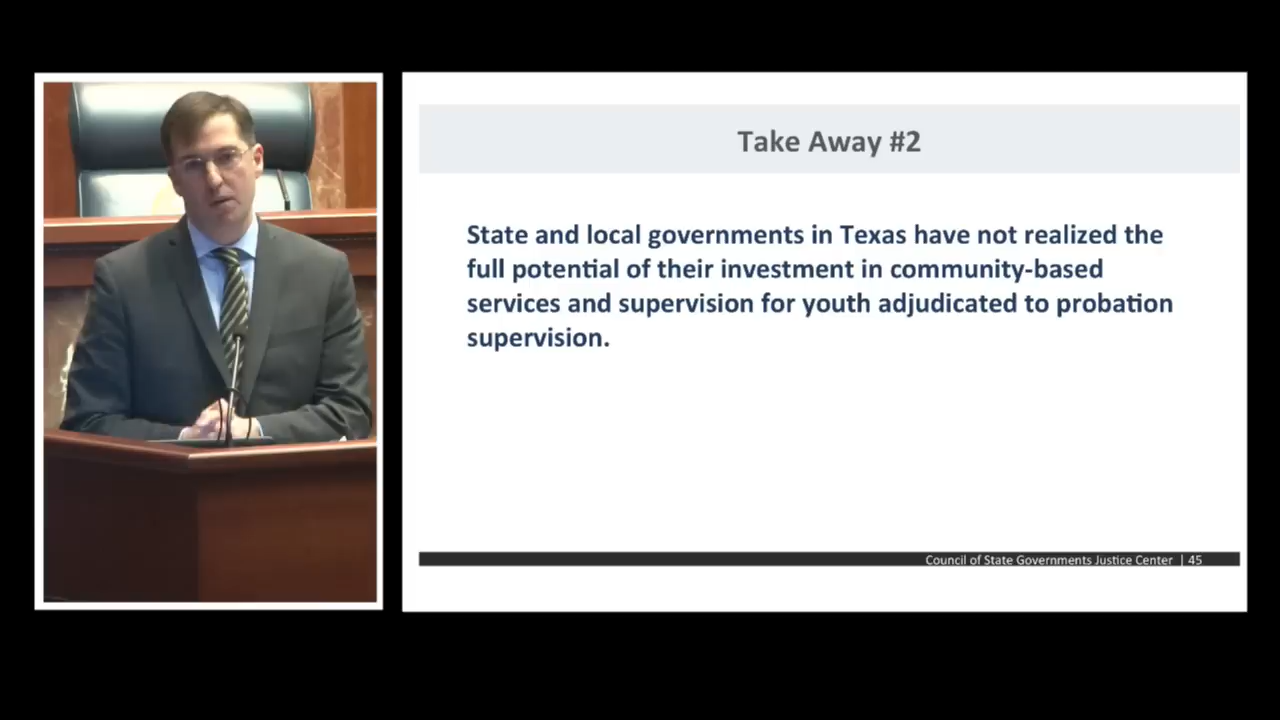 Take Away #2
State and local governments in Texas have not realized the
full potential of their investment in community-based
services and supervision for youth adjudicated to probation
supervision.
Council of State Governments Justice Center | 45